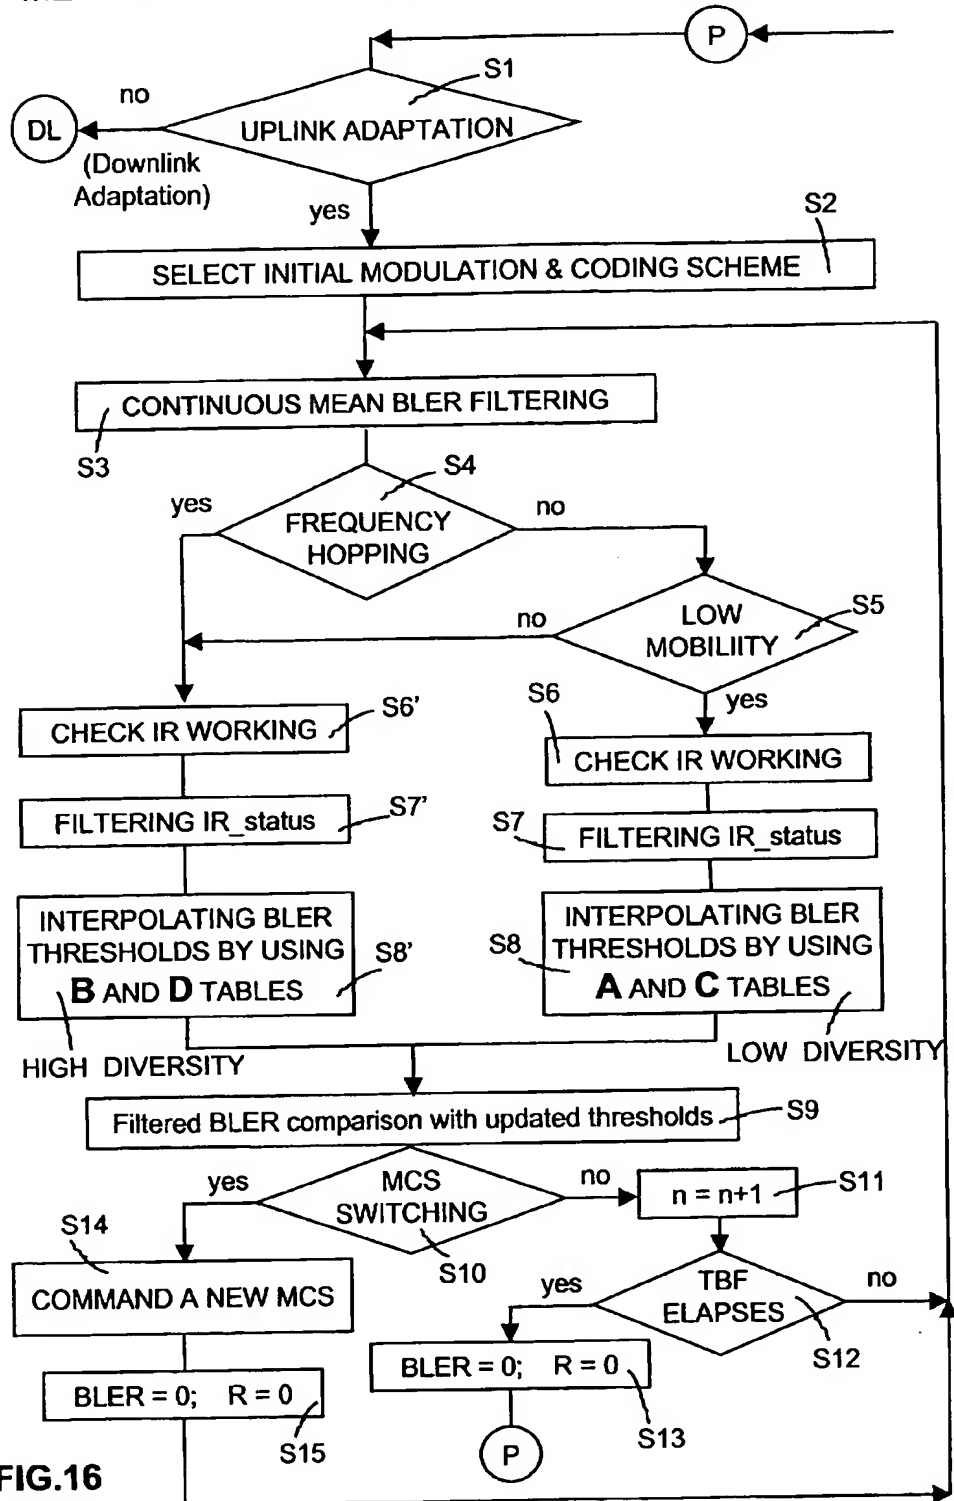 P
S1
no
DL
UPLINK ADAPTATION
(Downlink
Adaptation)
yes
S2
SELECT INITIAL MODULATION & CODING SCHEME
CONTINUOUS MEAN BLER FILTERING
S3
S4
yes
no
FREQUENCY
HOPPING
S5
no
LOW
MOBILIITY
yes
S6'
S6
CHECK IR WORKING
CHECK IR WORKING
S7'
FILTERING IR_status
S7
FILTERING IR_status
INTERPOLATING BLER
THRESHOLDS BY USING
B AND D TABLES
S8'
INTERPOLATING BLER
THRESHOLDS BY USING
A AND C TABLES
S8
HIGH DIVERSITY
LOW DIVERSITY
Filtered BLER comparison with updated thresholds
S9
yes
MCS
SWITCHING
no
n = n+1
S11
S14
S10
COMMAND A NEW MCS
yes
TBF
ELAPSES
no
S12
BLER = 0; R = 0
S13
BLER = 0; R = 0
S15
P
FIG.16